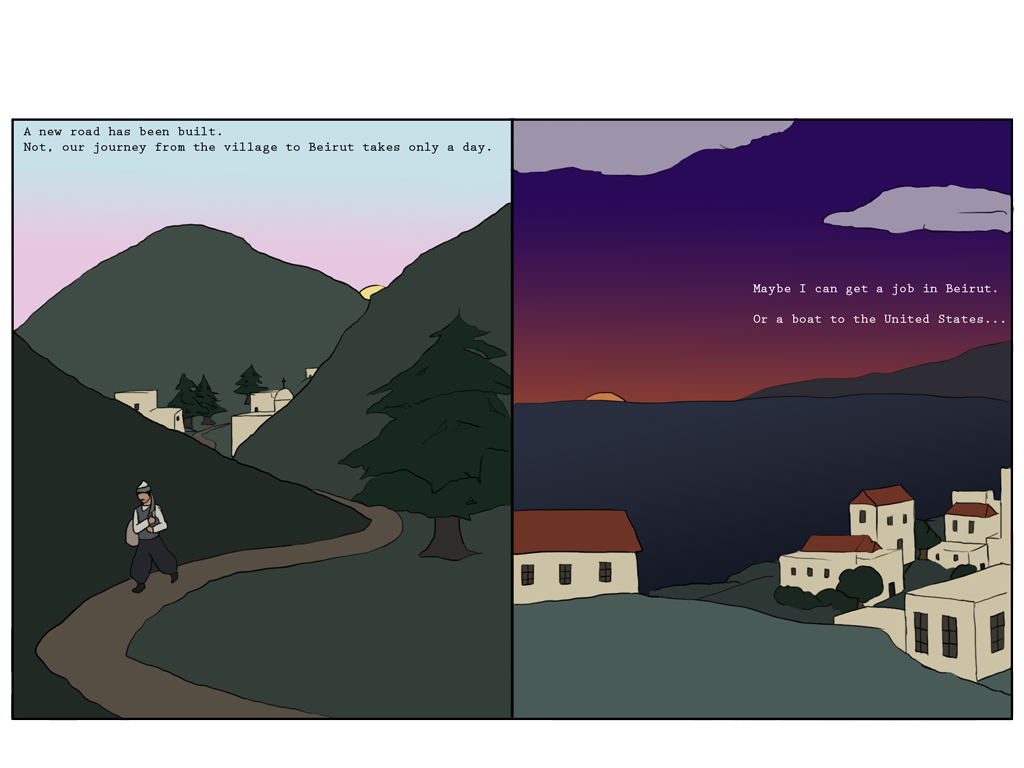 A new road has been built.
Not, our journey from the village to Beirut takes only a day.
Maybe I can get a job in Beirut.
Or a boat to the United States...